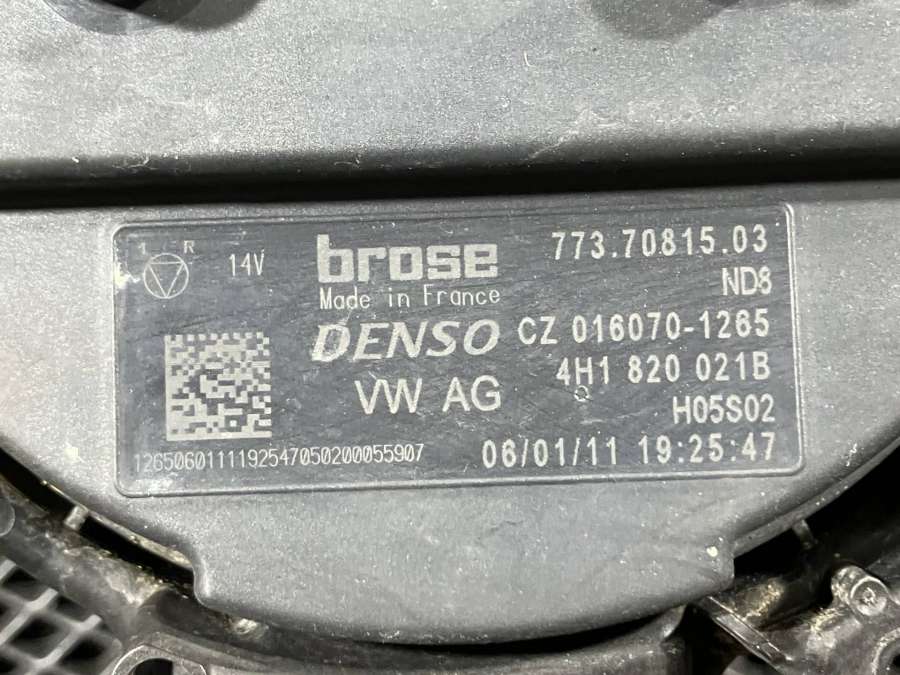 1 R
14V
brose
773.70815.03
Made in France
ND8
DENSO CZ 016070-1265
VW AG
4H1 820 021B
H05S02
1265060111192547050200055907
06/01/11 19:25:47